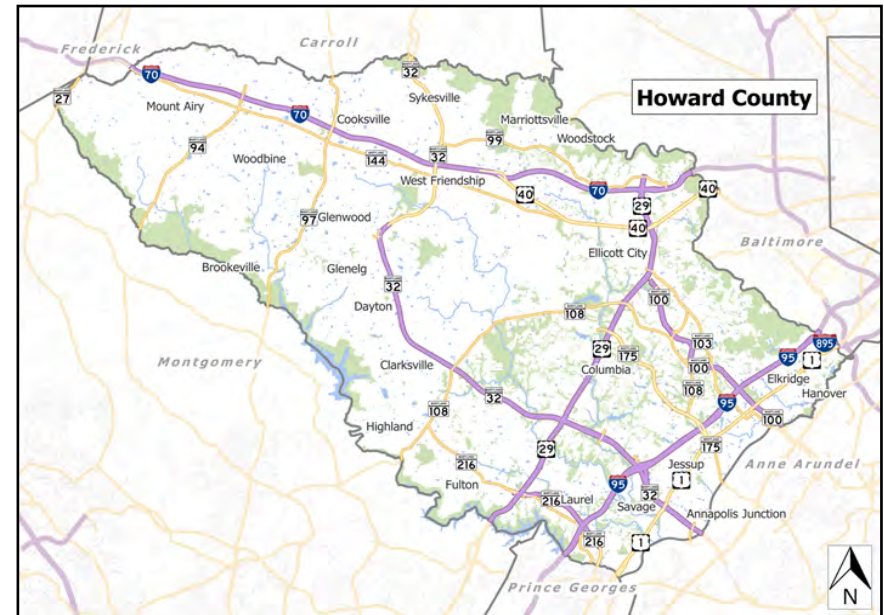 Frederick
Carroll
70
32
27
Mount Airy
70
Cooksville
Sykesville
Howard County
Marriottsville
94
144
32
99
Woodstock
Woodbine
West Friendship
40
70
29
40
97
Glenwood
40
Baltimore
Brookeville
Glenelg
Ellicott City
32
Dayton
108
100
Montgomery
Clarksville
29
175
103
95
895
1
Columbia
100
Elkridge
108
32
108
95
Hanover
100
Highland
29
175
216
Jessup
Anne Arundel
Fulton
95
1
216
Laurel
32
Savage
Annapolis Junction
216
1
Prince Georges
N